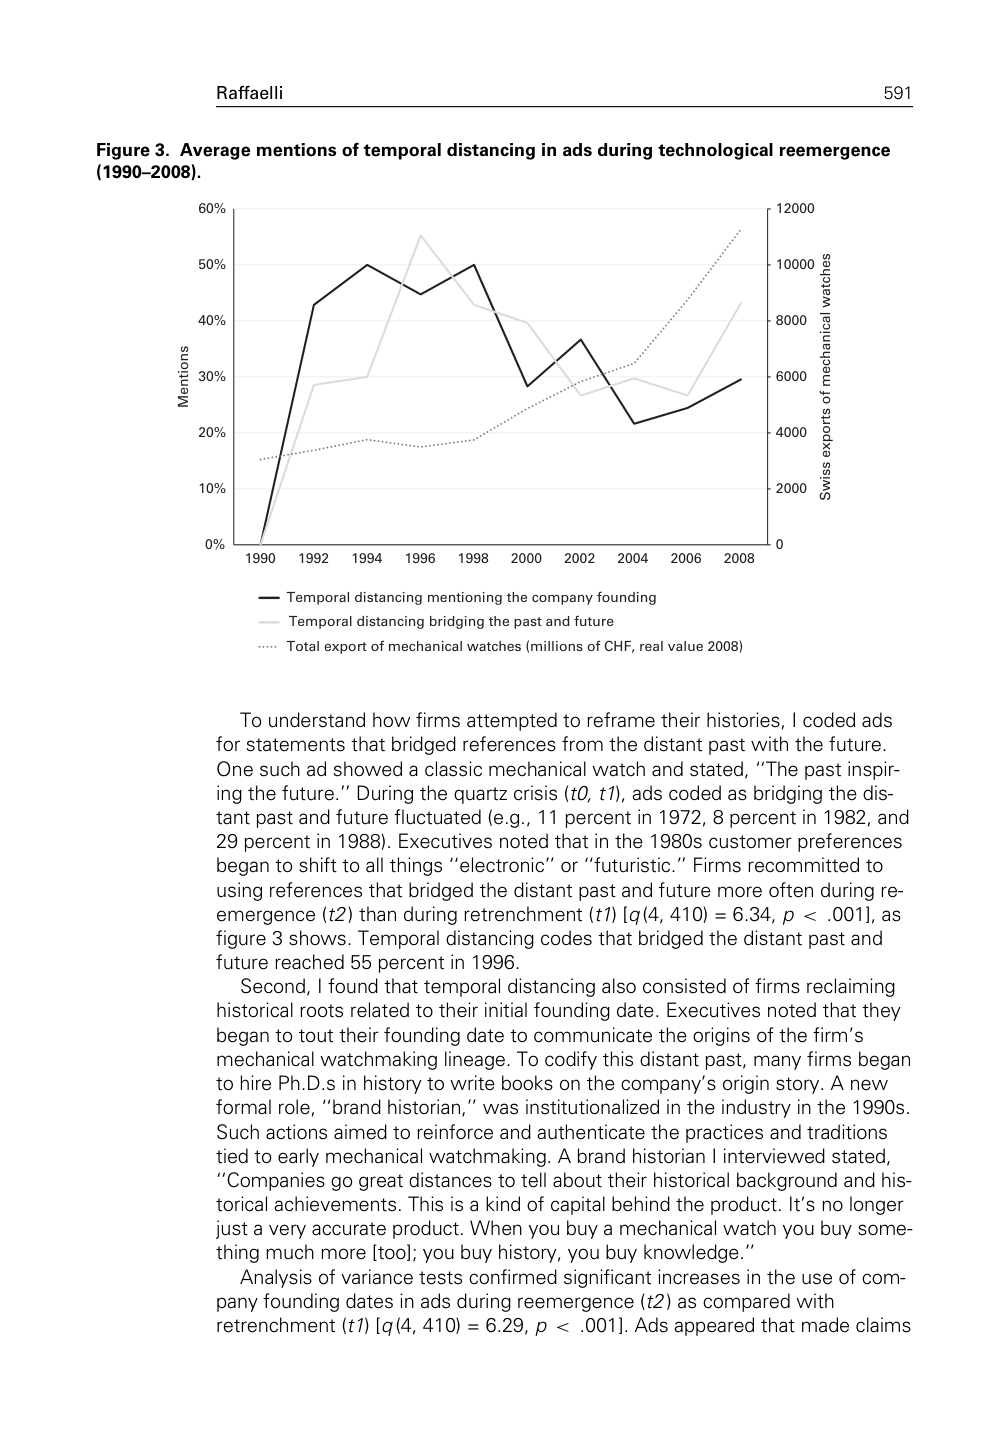 Raffaelli 591
Figure 3. Average mentions of temporal distancing in ads during technological reemergence
(1990–2008).
60%
50%
40%
30%
20%
10%
0%
Mentions
12000
10000
8000
6000
4000
2000
0
Swiss exports of mechanical watches
1990 1992 1994 1996 1998 2000 2002 2004 2006 2008
Temporal distancing mentioning the company founding
Temporal distancing bridging the past and future
Total export of mechanical watches (millions of CHF, real value 2008)
To understand how firms attempted to reframe their histories, I coded ads
for statements that bridged references from the distant past with the future.
One such ad showed a classic mechanical watch and stated, ‘‘The past inspir-
ing the future.’’ During the quartz crisis (t0, t1), ads coded as bridging the dis-
tant past and future fluctuated (e.g., 11 percent in 1972, 8 percent in 1982, and
29 percent in 1988). Executives noted that in the 1980s customer preferences
began to shift to all things ‘‘electronic’’ or ‘‘futuristic.’’ Firms recommitted to
using references that bridged the distant past and future more often during re-
emergence (t2) than during retrenchment (t1) [q(4, 410) = 6.34, p < .001], as
figure 3 shows. Temporal distancing codes that bridged the distant past and
future reached 55 percent in 1996.
Second, I found that temporal distancing also consisted of firms reclaiming
historical roots related to their initial founding date. Executives noted that they
began to tout their founding date to communicate the origins of the firm’s
mechanical watchmaking lineage. To codify this distant past, many firms began
to hire Ph.D.s in history to write books on the company’s origin story. A new
formal role, ‘‘brand historian,’’ was institutionalized in the industry in the 1990s.
Such actions aimed to reinforce and authenticate the practices and traditions
tied to early mechanical watchmaking. A brand historian I interviewed stated,
‘‘Companies go great distances to tell about their historical background and his-
torical achievements. This is a kind of capital behind the product. It’s no longer
just a very accurate product. When you buy a mechanical watch you buy some-
thing much more [too]; you buy history, you buy knowledge.’’
Analysis of variance tests confirmed significant increases in the use of com-
pany founding dates in ads during reemergence (t2) as compared with
retrenchment (t1) [q(4, 410) = 6.29, p < .001]. Ads appeared that made claims